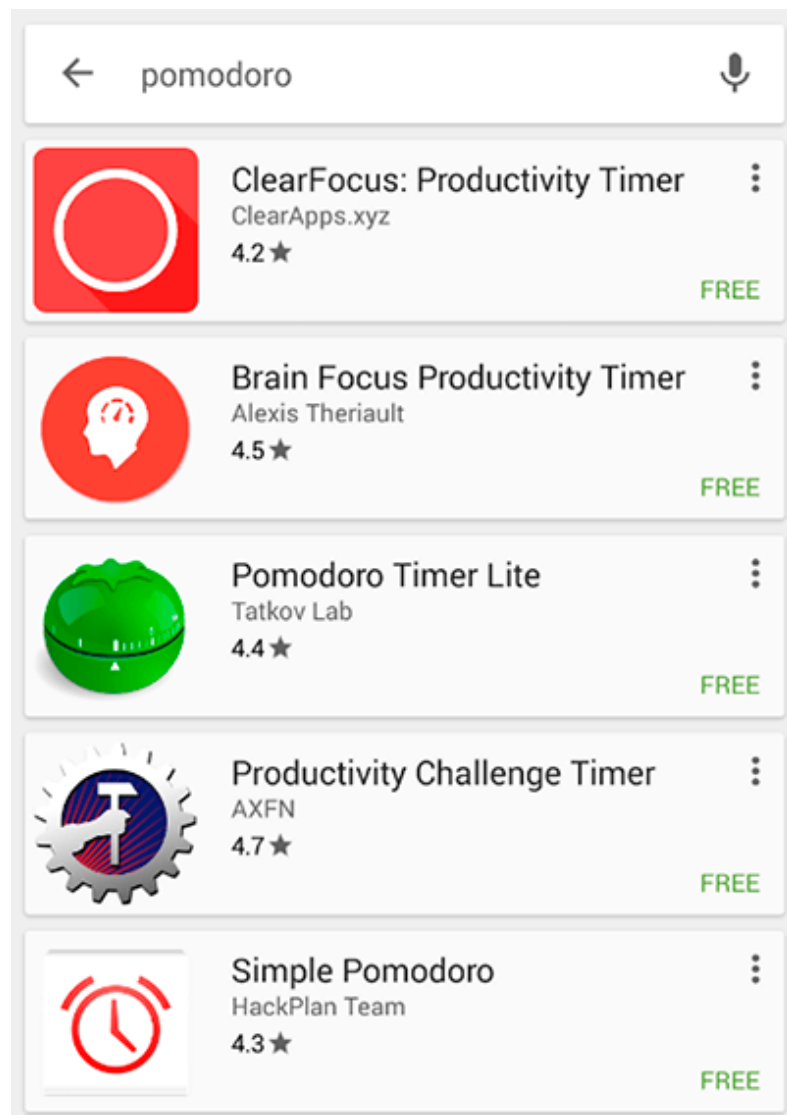 pomodoro
ClearFocus: Productivity Timer
ClearApps.xyz
4.2★
FREE
Brain Focus Productivity Timer
Alexis Theriault
4.5★
FREE
Pomodoro Timer Lite
Tatkov Lab
4.4★
FREE
Productivity Challenge Timer
AXFN
4.7★
FREE
Simple Pomodoro
HackPlan Team
4.3★
FREE